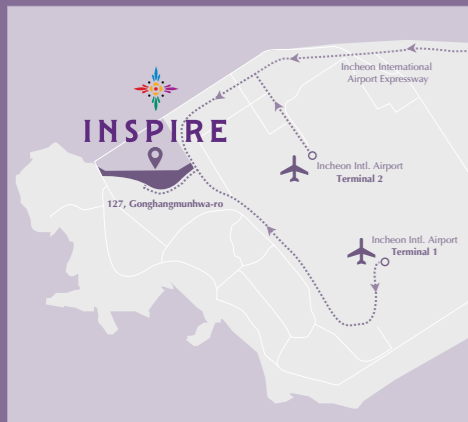 Incheon International
Airport Expressway
INSPIRE
Incheon Intl. Airport
Terminal 2
127, Gonghangmunhwa-ro
Incheon Intl. Airport
Terminal 1